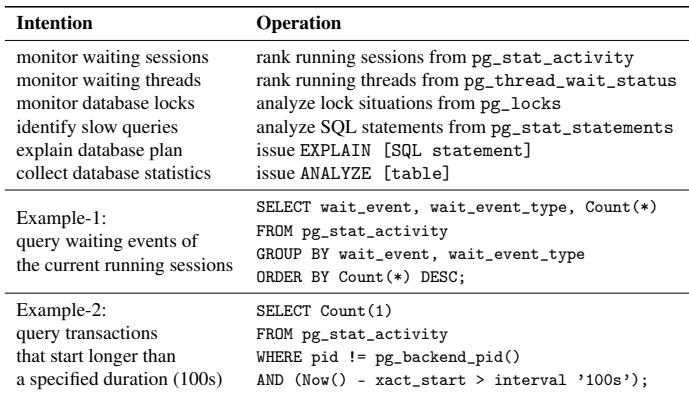 Intention Operation
monitor waiting sessions rank running sessions from pg_stat_activity
monitor waiting threads rank running threads from pg_thread_wait_status
monitor database locks analyze lock situations from pg_locks
identify slow queries analyze SQL statements from pg_stat_statements
explain database plan issue EXPLAIN [SQL statement]
collect database statistics issue ANALYZE [table]
Example-1:
query waiting events of
the current running sessions
SELECT wait_event, wait_event_type, Count(*)
FROM pg_stat_activity
GROUP BY wait_event, wait_event_type
ORDER BY Count(*) DESC;
Example-2:
query transactions
that start longer than
a specified duration (100s)
SELECT Count(1)
FROM pg_stat_activity
WHERE pid != pg_backend_pid()
AND (Now() - xact_start > interval '100s');